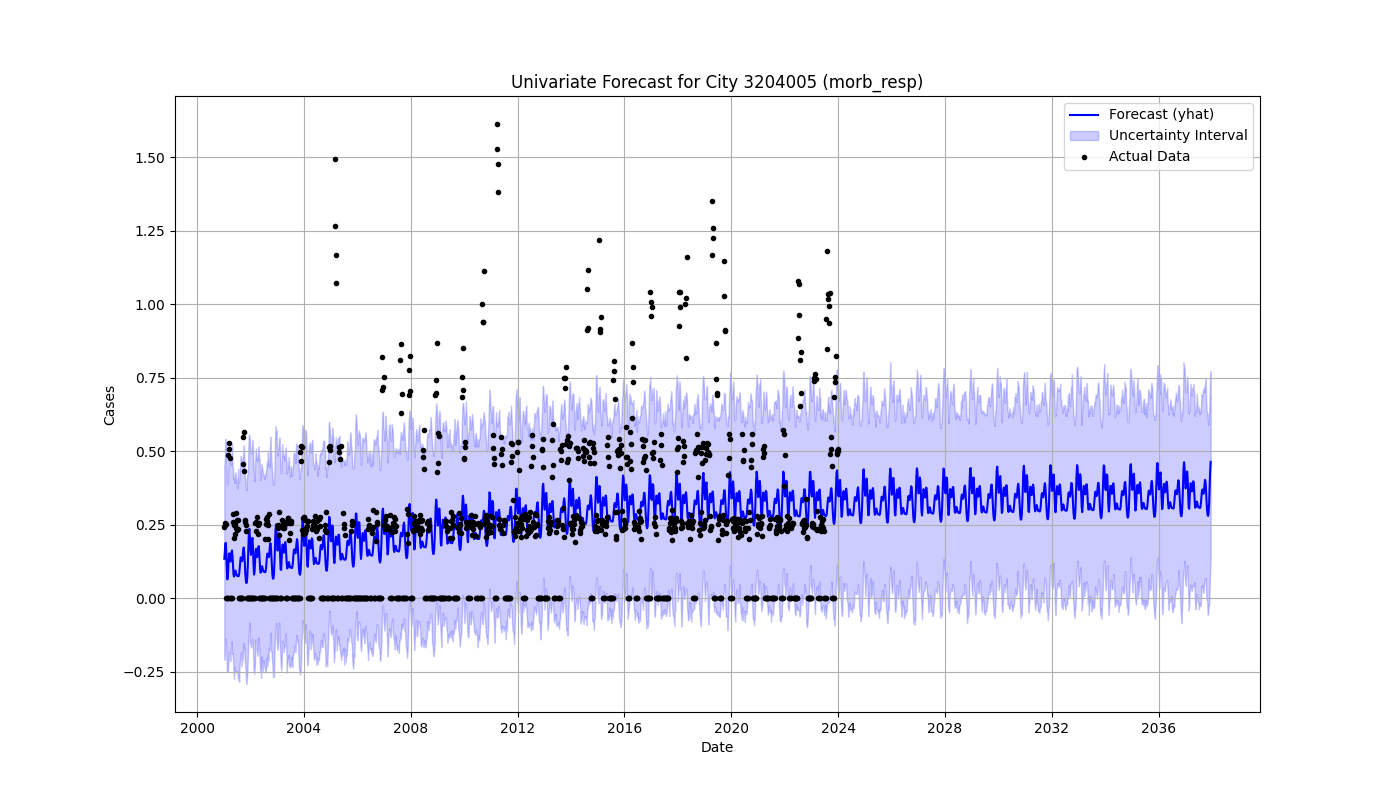 Univariate Forecast for City 3204005 (morb_resp)
Forecast (yhat)
Uncertainty Interval
Actual Data
Cases
1.50
1.25
1.00
0.75
0.50
0.25
0.00
−0.25
2000 2004 2008 2012 2016 2020 2024 2028 2032 2036
Date